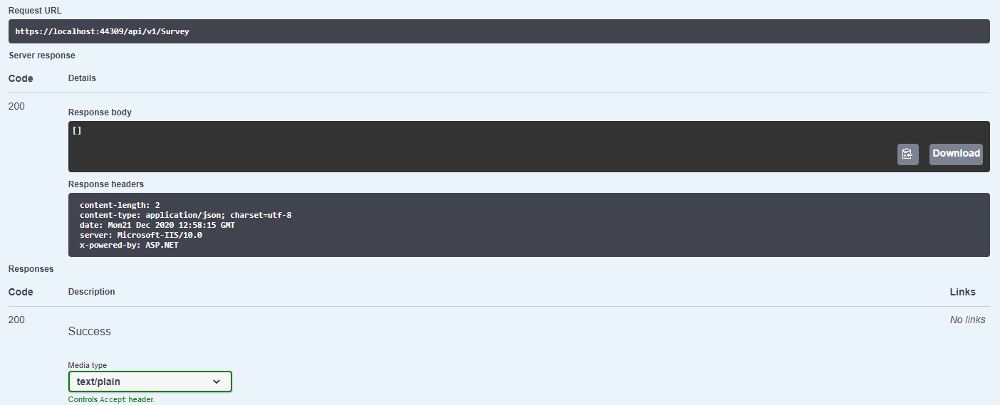 Request URL
https://localhost:44309/api/v1/Survey
Server response
Code Details
200
Response body
[]
Download
Response headers
content-length: 2
content-type: application/json; charset=utf-8
date: Mon21 Dec 2020 12:58:15 GMT
server: Microsoft-IIS/10.0
x-powered-by: ASP.NET
Responses
Code Description Links
200 No links
Success
Media type
text/plain
Controls Accept header.